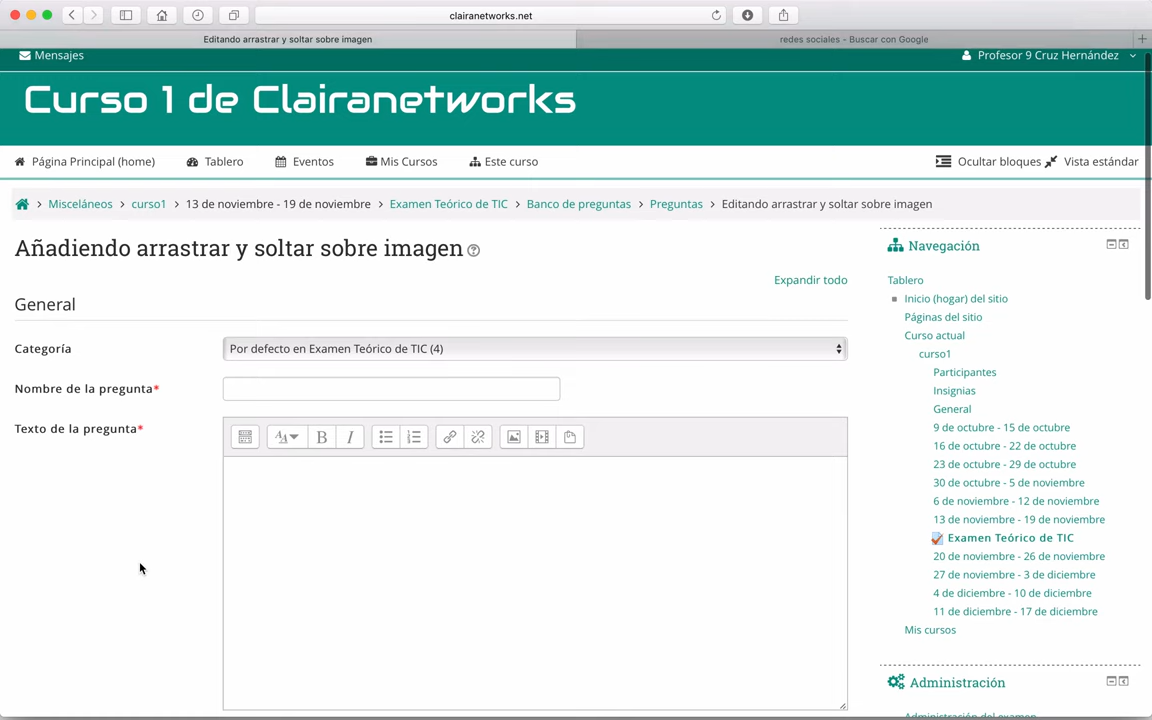 clairanetworks.net
Editando arrastrar y soltar sobre imagen
redes sociales - Buscar con Google
Mensajes
Profesor 9 Cruz Hernández
Curso 1 de Clairanetworks
Página Principal (home)
Tablero
Eventos
Mis Cursos
Este curso
Ocultar bloques
Vista estándar
Misceláneos > curso1 > 13 de noviembre - 19 de noviembre > Examen Teórico de TIC > Banco de preguntas > Preguntas > Editando arrastrar y soltar sobre imagen
Añadiendo arrastrar y soltar sobre imagen
Expandir todo
General
Categoría
Por defecto en Examen Teórico de TIC (4)
Nombre de la pregunta*
Texto de la pregunta*
Navegación
Tablero
Inicio (hogar) del sitio
Páginas del sitio
Curso actual
curso1
Participantes
Insignias
General
9 de octubre - 15 de octubre
16 de octubre - 22 de octubre
23 de octubre - 29 de octubre
30 de octubre - 5 de noviembre
6 de noviembre - 12 de noviembre
13 de noviembre - 19 de noviembre
Examen Teórico de TIC
20 de noviembre - 26 de noviembre
27 de noviembre - 3 de diciembre
4 de diciembre - 10 de diciembre
11 de diciembre - 17 de diciembre
Mis cursos
Administración
Administración del examen